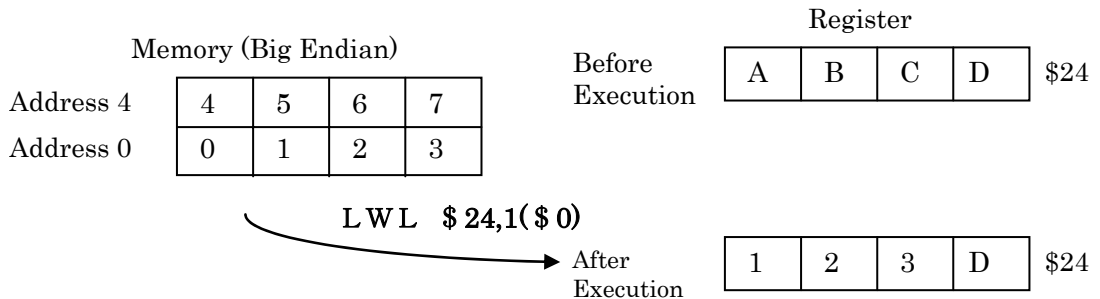 Register
Memory (Big Endian)
Before
Execution
A B C D $24
Address 4 4 5 6 7
Address 0 0 1 2 3
LWL $24,1($0)
After
Execution
1 2 3 D $24